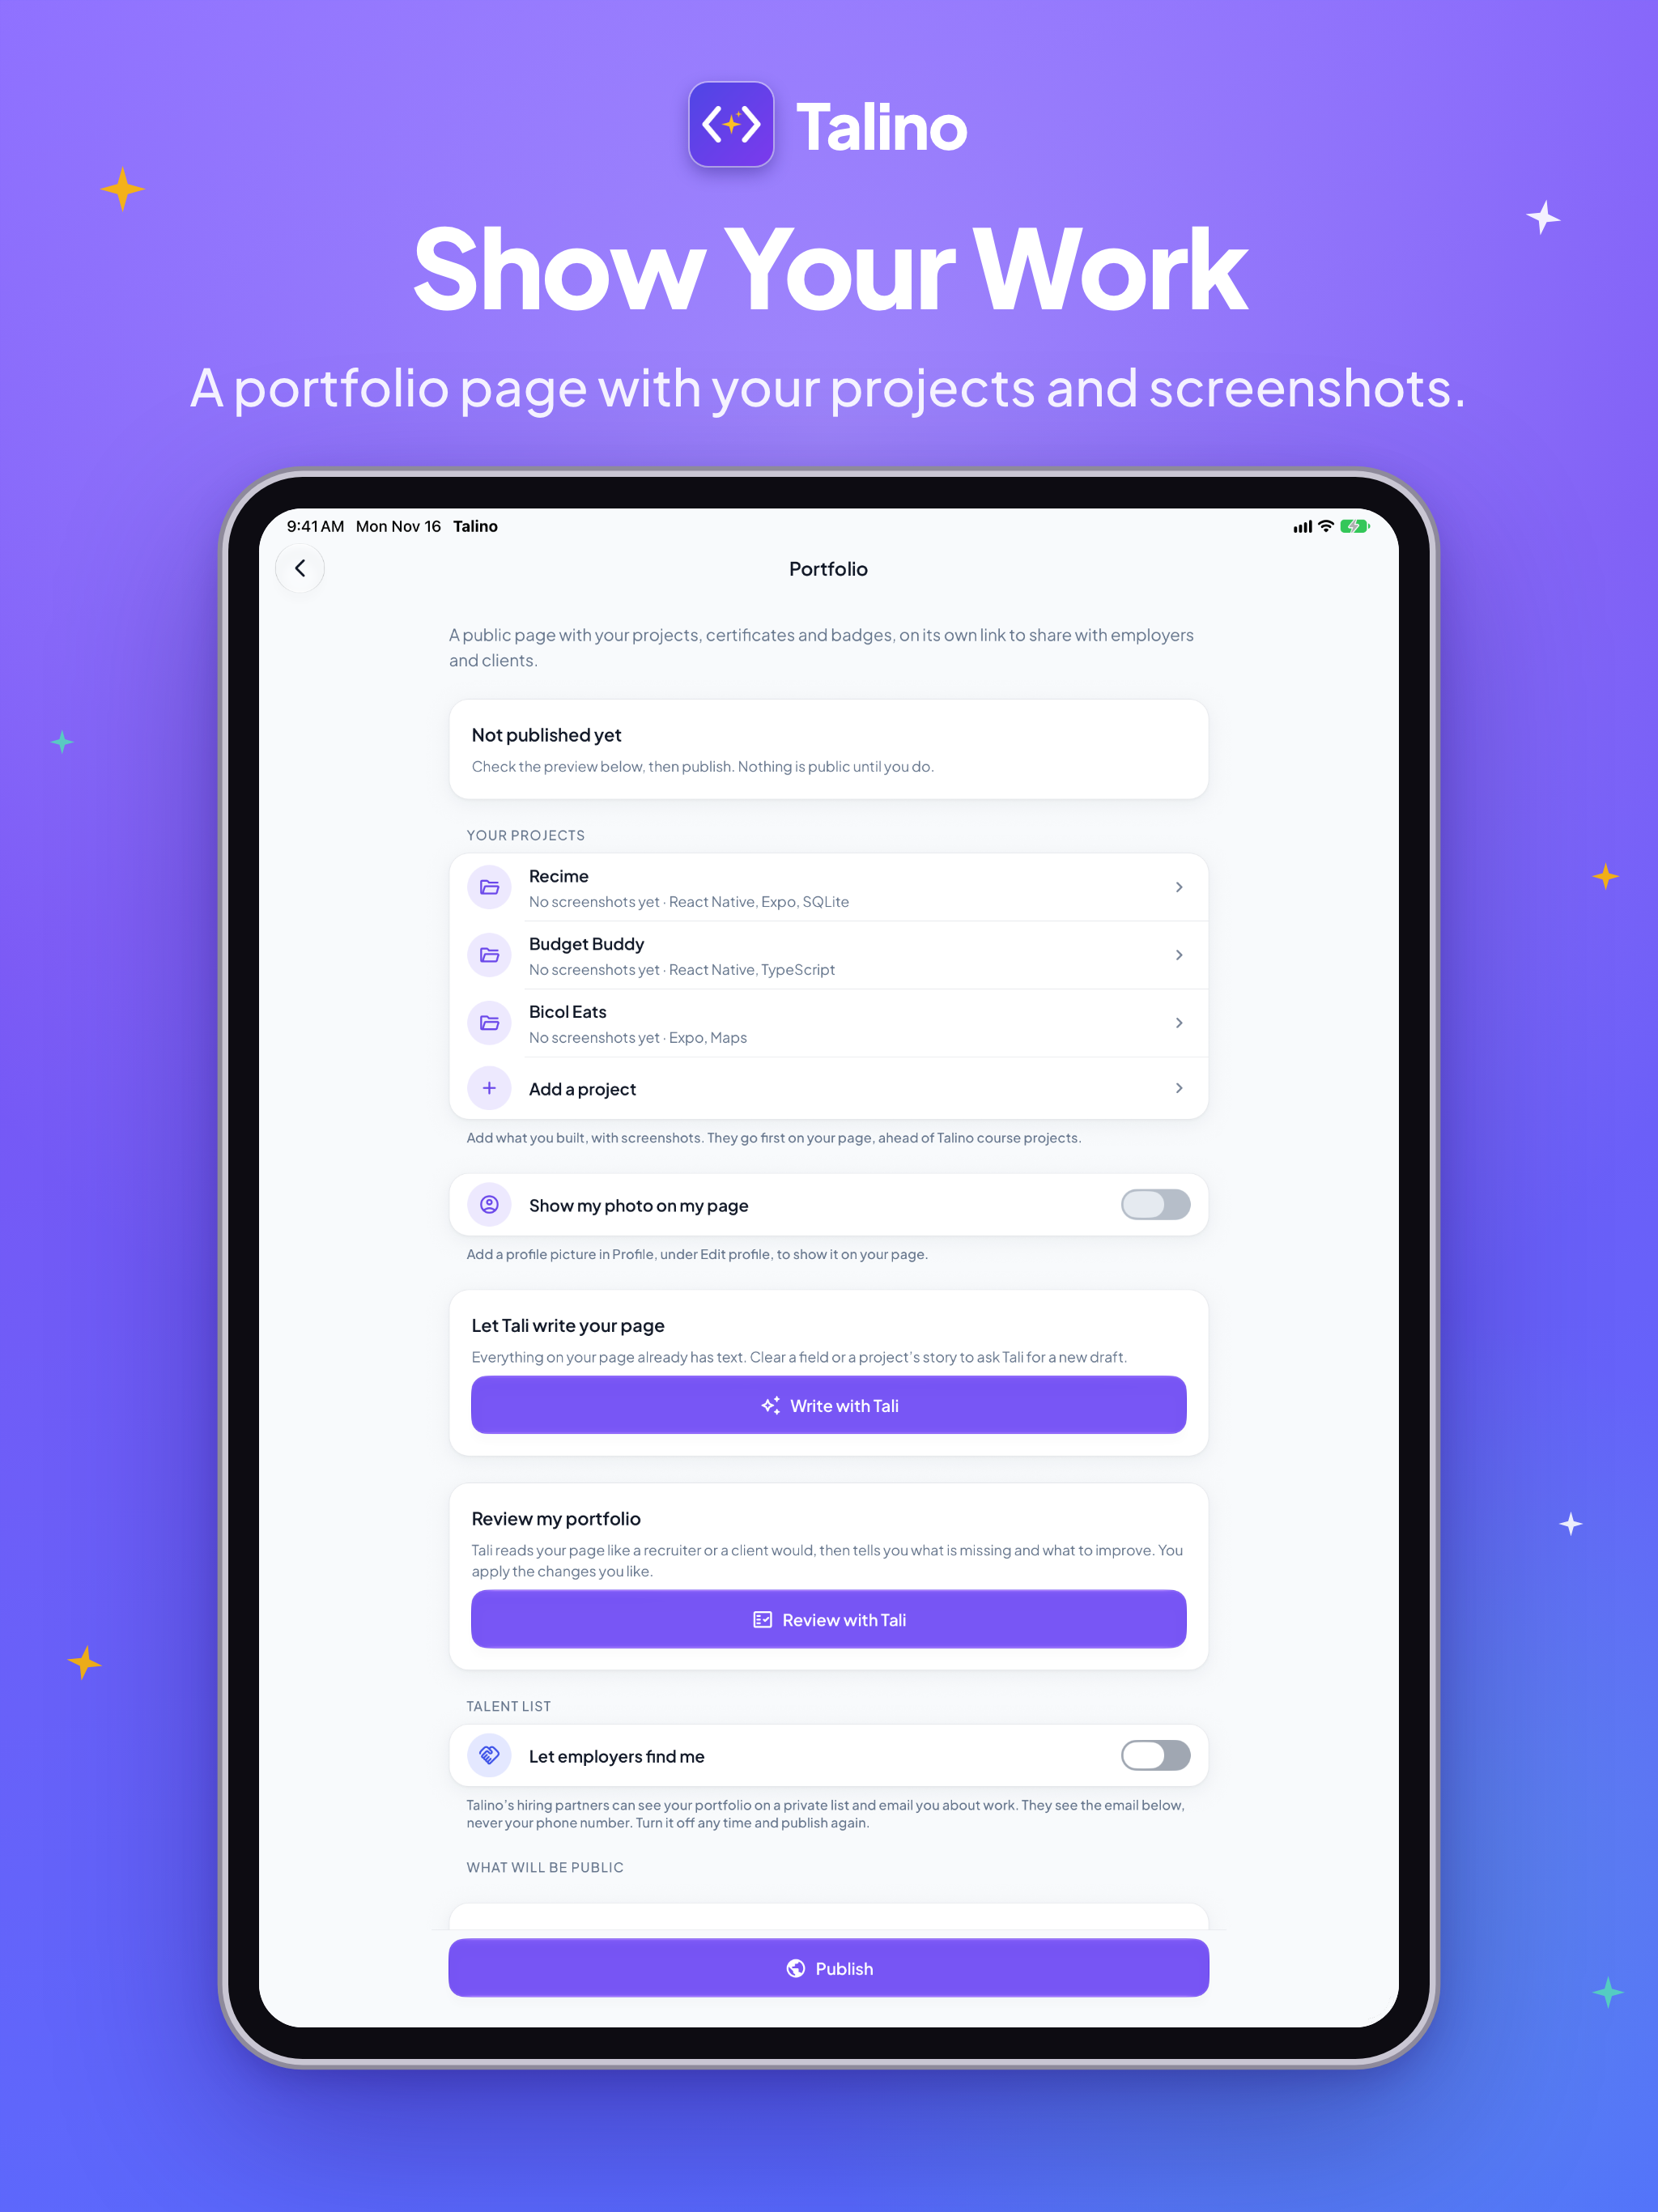 Talino
Show Your Work
A portfolio page with your projects and screenshots.
9:41 AM Mon Nov 16 Talino
Portfolio
A public page with your projects, certificates and badges, on its own link to share with employers
and clients.
Not published yet
Check the preview below, then publish. Nothing is public until you do.
YOUR PROJECTS
Recime
No screenshots yet · React Native, Expo, SQLite
Budget Buddy
No screenshots yet · React Native, TypeScript
Bicol Eats
No screenshots yet · Expo, Maps
Add a project
Add what you built, with screenshots. They go first on your page, ahead of Talino course projects.
Show my photo on my page
Add a profile picture in Profile, under Edit profile, to show it on your page.
Let Tali write your page
Everything on your page already has text. Clear a field or a project's story to ask Tali for a new draft.
Write with Tali
Review my portfolio
Tali reads your page like a recruiter or a client would, then tells you what is missing and what to improve. You
apply the changes you like.
Review with Tali
TALENT LIST
Let employers find me
Talino's hiring partners can see your portfolio on a private list and email you about work. They see the email below,
never your phone number. Turn it off any time and publish again.
WHAT WILL BE PUBLIC
Publish